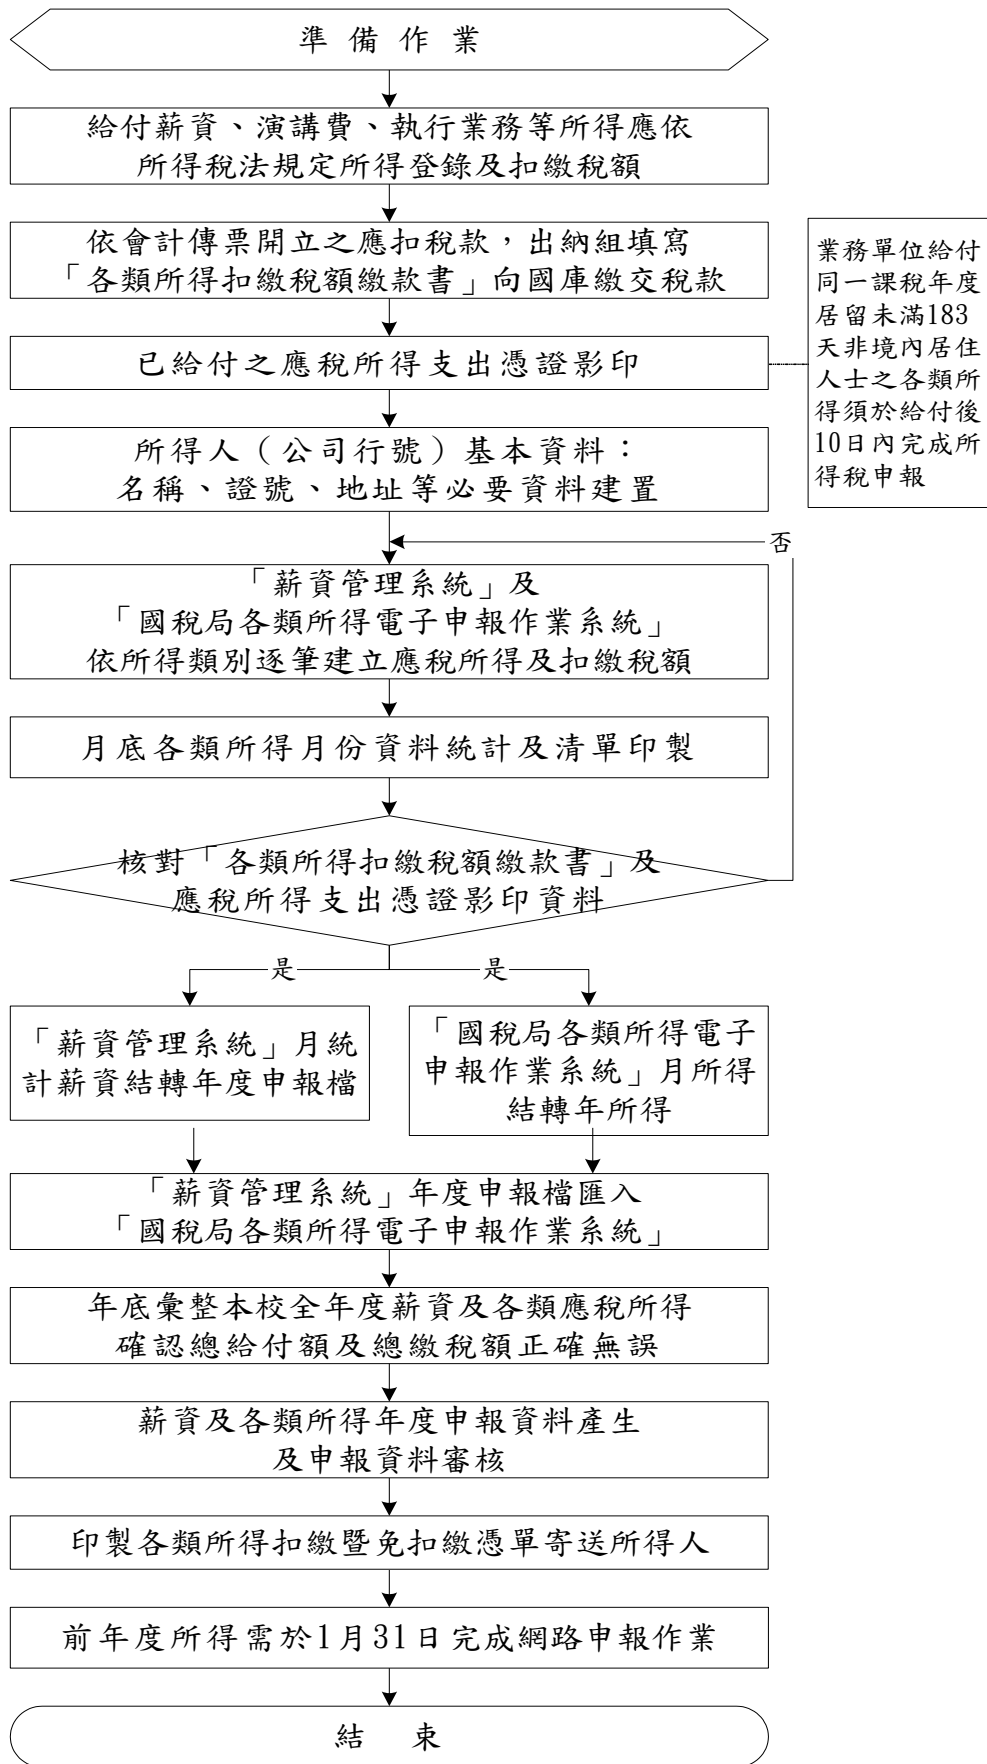 準備作業
給付薪資、演講費、執行業務等所得應依
所得稅法規定所得登錄及扣繳稅額
依會計傳票開立之應扣稅款，出納組填寫
「各類所得扣繳稅額繳款書」向國庫繳交稅款
業務單位給付
同一課稅年度
居留未滿183
天非境內居住
人士之各類所
得須於給付後
10日內完成所
得稅申報
已給付之應稅所得支出憑證影印
所得人（公司行號）基本資料：
名稱、證號、地址等必要資料建置
否
「薪資管理系統」及
「國稅局各類所得電子申報作業系統」
依所得類別逐筆建立應稅所得及扣繳稅額
月底各類所得月份資料統計及清單印製
核對「各類所得扣繳稅額繳款書」及
應稅所得支出憑證影印資料
是
是
「薪資管理系統」月統
計薪資結轉年度申報檔
「國稅局各類所得電子
申報作業系統」月所得
結轉年所得
「薪資管理系統」年度申報檔匯入
「國稅局各類所得電子申報作業系統」
年底彙整本校全年度薪資及各類應稅所得
確認總給付額及總繳稅額正確無誤
薪資及各類所得年度申報資料產生
及申報資料審核
印製各類所得扣繳暨免扣繳憑單寄送所得人
前年度所得需於1月31日完成網路申報作業
結 束